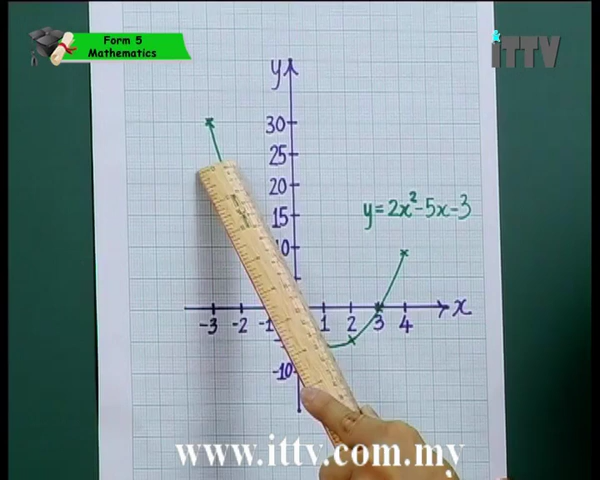 Form 5
Mathematics
iTTV
y
30
25
20
15
10
y=2x²-5x-3
-3 -2 -1 1 2 3 4 x
-10
www.ittv.com.my